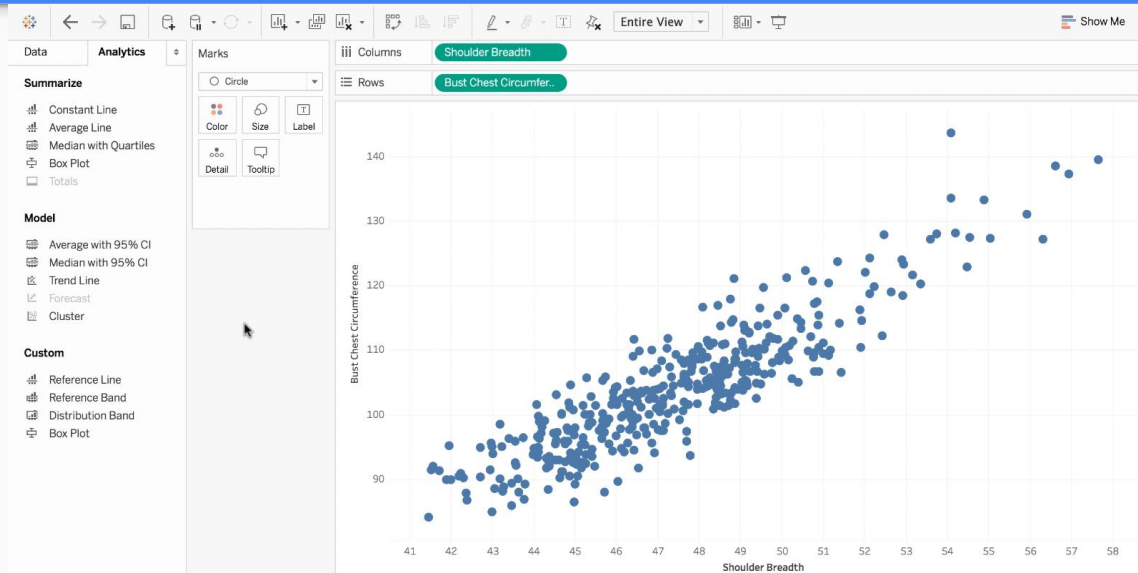 Entire View
Show Me
Data
Analytics
Marks
Columns
Shoulder Breadth
Rows
Bust Chest Circumfer..
Summarize
Constant Line
Average Line
Median with Quartiles
Box Plot
Totals
Model
Average with 95% CI
Median with 95% CI
Trend Line
Forecast
Cluster
Custom
Reference Line
Reference Band
Distribution Band
Box Plot
Circle
Color
Size
T
Label
Detail
Tooltip
Bust Chest Circumference
140
130
120
110
100
90
41 42 43 44 45 46 47 48 49 50 51 52 53 54 55 56 57 58
Shoulder Breadth